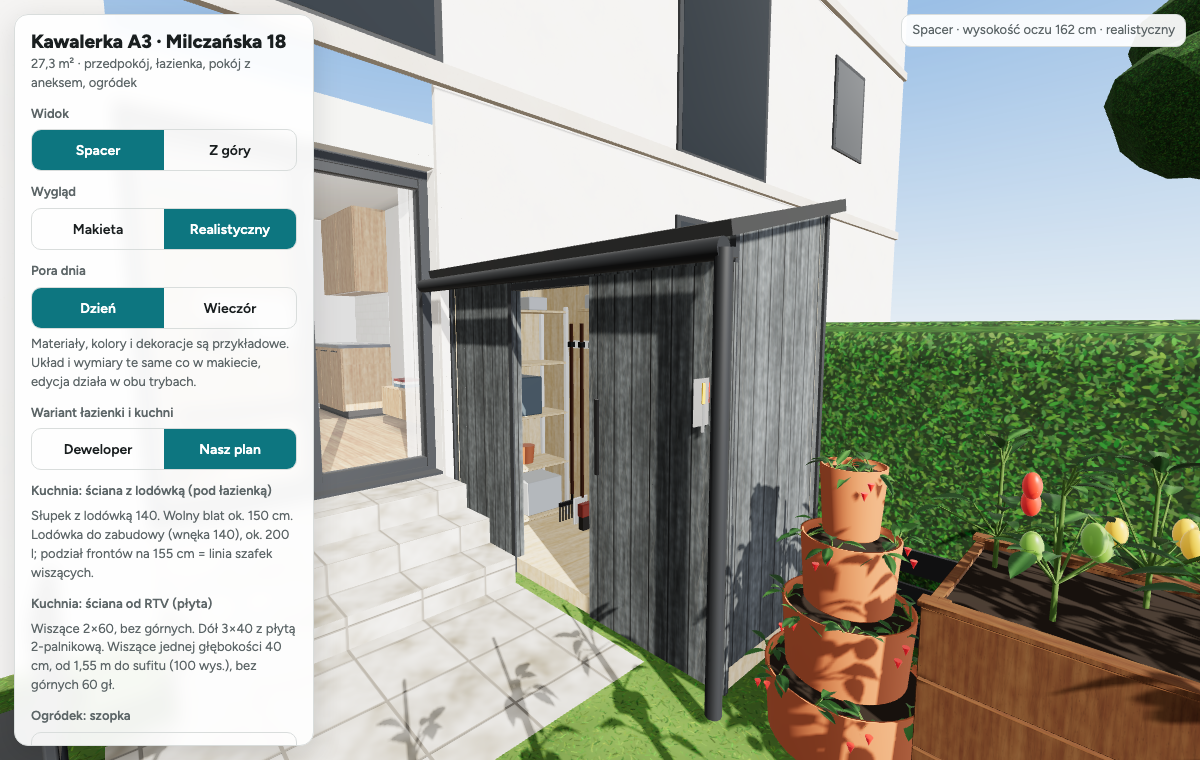 Kawalerka A3 · Milczańska 18
27,3 m² · przedpokój, łazienka, pokój z
aneksem, ogródek
Widok
Spacer
Z góry
Wygląd
Makieta
Realistyczny
Pora dnia
Dzień
Wieczór
Materiały, kolory i dekoracje są przykładowe.
Układ i wymiary te same co w makiecie,
edycja działa w obu trybach.
Wariant łazienki i kuchni
Deweloper
Nasz plan
Kuchnia: ściana z lodówką (pod łazienką)
Słupek z lodówką 140. Wolny blat ok. 150 cm.
Lodówka do zabudowy (wnęka 140), ok. 200
l; podział frontów na 155 cm = linia szafek
wiszących.
Kuchnia: ściana od RTV (płyta)
Wiszące 2×60, bez górnych. Dół 3×40 z płytą
2-palnikową. Wiszące jednej głębokości 40
cm, od 1,55 m do sufitu (100 wys.), bez
górnych 60 gł.
Ogródek: szopka
Spacer · wysokość oczu 162 cm · realistyczny